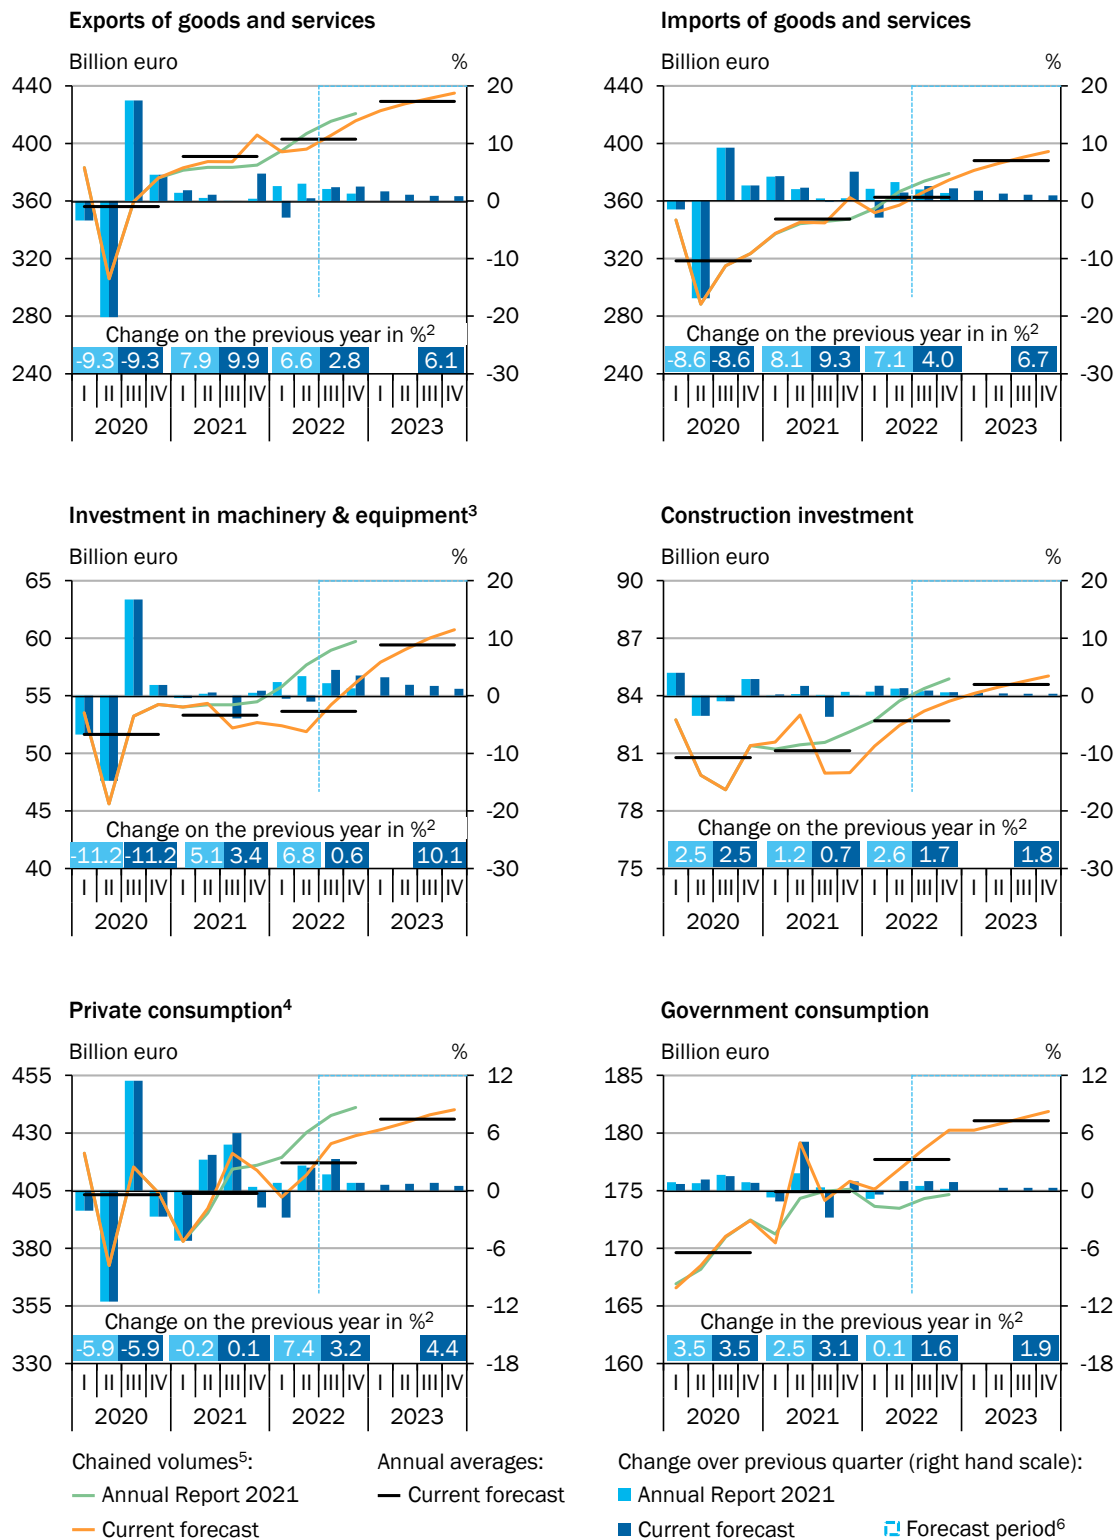 Exports of goods and services
Billion euro %
440 20
400 10
360 0
320 -10
280 -20
Change on the previous year in %2
-9.3 -9.3 7.9 9.9 6.6 2.8 6.1
240 -30
I II III IV I II III IV I II III IV I II III IV
2020 2021 2022 2023
Imports of goods and services
Billion euro %
440 20
400 10
360 0
320 -10
280 -20
Change on the previous year in in %2
-8.6 -8.6 8.1 9.3 7.1 4.0 6.7
240 -30
I II III IV I II III IV I II III IV I II III IV
2020 2021 2022 2023
Investment in machinery & equipment3
Billion euro %
65 20
60 10
55 0
50 -10
45 -20
Change on the previous year in %2
-11.2 -11.2 5.1 3.4 6.8 0.6 10.1
40 -30
I II III IV I II III IV I II III IV I II III IV
2020 2021 2022 2023
Construction investment
Billion euro %
90 20
87 10
84 0
81 -10
78 -20
Change on the previous year in %2
2.5 2.5 1.2 0.7 2.6 1.7 1.8
75 -30
I II III IV I II III IV I II III IV I II III IV
2020 2021 2022 2023
Private consumption4
Billion euro %
455 12
430 6
405 0
380 -6
355 -12
Change on the previous year in %2
-5.9 -5.9 -0.2 0.1 7.4 3.2 4.4
330 -18
I II III IV I II III IV I II III IV I II III IV
2020 2021 2022 2023
Government consumption
Billion euro %
185 12
180 6
175 0
170 -6
165 -12
Change in the previous year in %2
3.5 3.5 2.5 3.1 0.1 1.6 1.9
160 -18
I II III IV I II III IV I II III IV I II III IV
2020 2021 2022 2023
Chained volumes5:
Annual Report 2021
Current forecast
Annual averages:
Current forecast
Change over previous quarter (right hand scale):
Annual Report 2021
Current forecast
Forecast period6